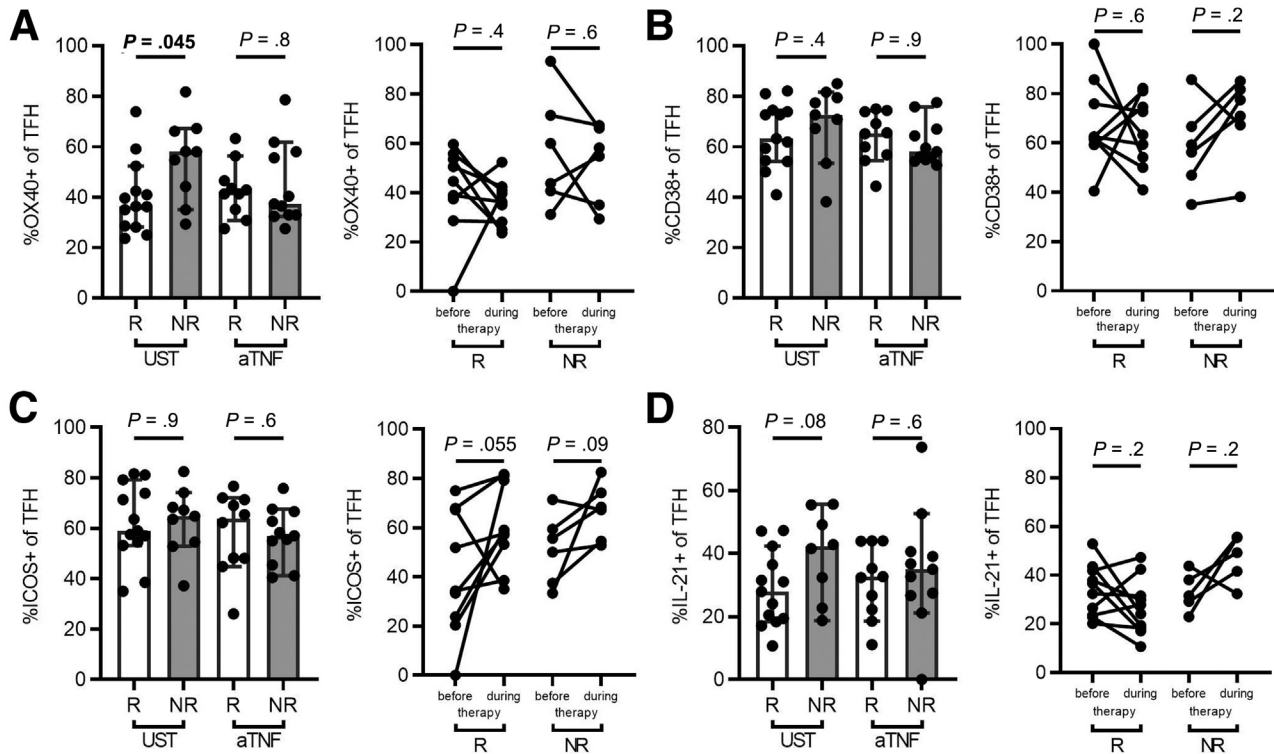 A
%OX40+ of TFH
100
80
60
40
20
0
P = .045
P = .8
R NR R NR
UST aTNF
%OX40+ of TFH
100
80
60
40
20
0
P = .4
P = .6
before during before during
therapy therapy
R NR
B
%CD38+ of TFH
100
80
60
40
20
0
P = .4
P = .9
R NR R NR
UST aTNF
%CD38+ of TFH
100
80
60
40
20
0
P = .6
P = .2
before during before during
therapy therapy
R NR
C
%ICOS+ of TFH
100
80
60
40
20
0
P = .9
P = .6
R NR R NR
UST aTNF
%ICOS+ of TFH
100
80
60
40
20
0
P = .055
P = .09
before during before during
therapy therapy
R NR
D
%IL-21+ of TFH
80
60
40
20
0
P = .08
P = .6
R NR R NR
UST aTNF
%IL-21+ of TFH
100
80
60
40
20
0
P = .2
P = .2
before during before during
therapy therapy
R NR